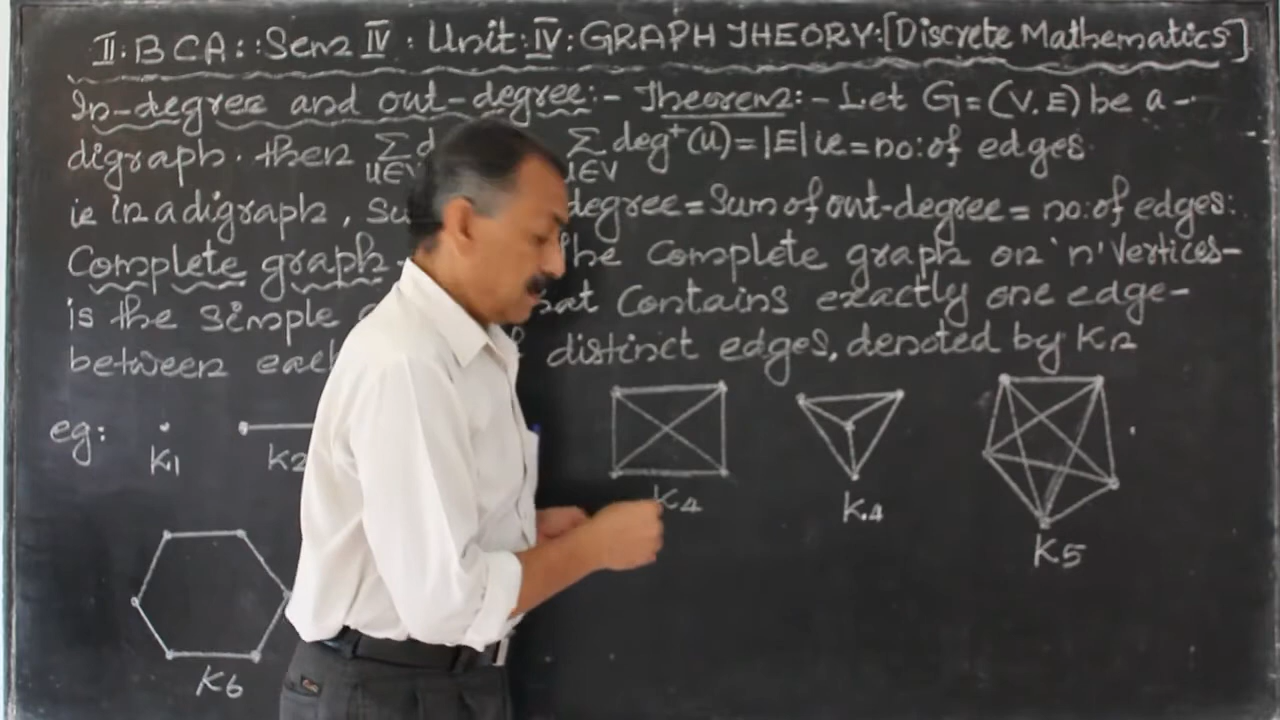 II. BCA:: Sem IV: Unit: IV: GRAPH THEORY:[Discrete Mathematics]
In-degree and out-degree:- Theorem:- Let G=(V.E) be a -
digraph. then ∑ u∈V d ∑ u∈V deg⁺(u)=|E| ie = no: of edges.
ie In a digraph, Su degree = Sum of out-degree = no: of edges:
Complete graph- The Complete graph on 'n' Vertices-
is the simple that contains exactly one edge-
between each distinct edges, denoted by Kn
eg:
K1 K2 K4 K4 K5
K6